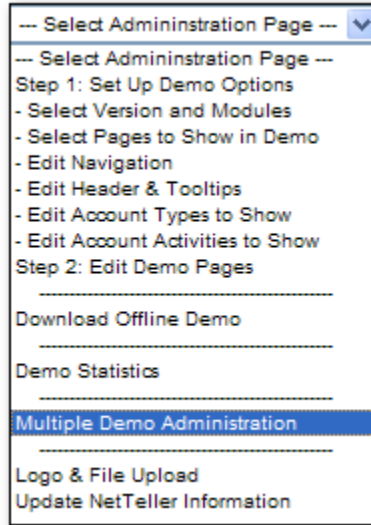 --- Select Admininstration Page ---
--- Select Admininstration Page ---
Step 1: Set Up Demo Options
- Select Version and Modules
- Select Pages to Show in Demo
- Edit Navigation
- Edit Header & Tooltips
- Edit Account Types to Show
- Edit Account Activities to Show
Step 2: Edit Demo Pages
Download Offline Demo
Demo Statistics
Multiple Demo Administration
Logo & File Upload
Update NetTeller Information